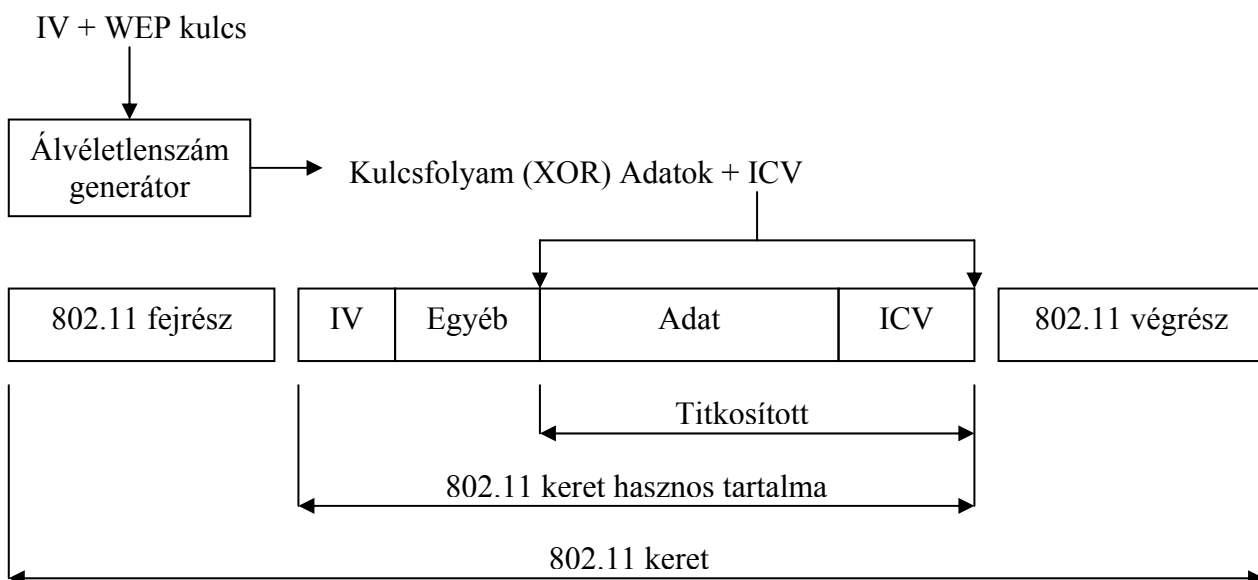 IV + WEP kulcs
Álvéletlenszám
generátor
Kulcsfolyam (XOR) Adatok + ICV
802.11 fejrész
IV
Egyéb
Adat
ICV
802.11 végrész
Titkosított
802.11 keret hasznos tartalma
802.11 keret